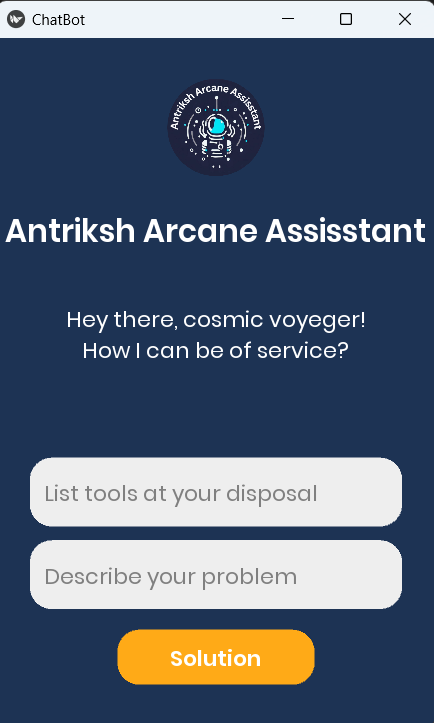 ChatBot
Antriksh Arcane Assisstant
Antriksh Arcane Assisstant
Hey there, cosmic voyeger!
How I can be of service?
List tools at your disposal
Describe your problem
Solution